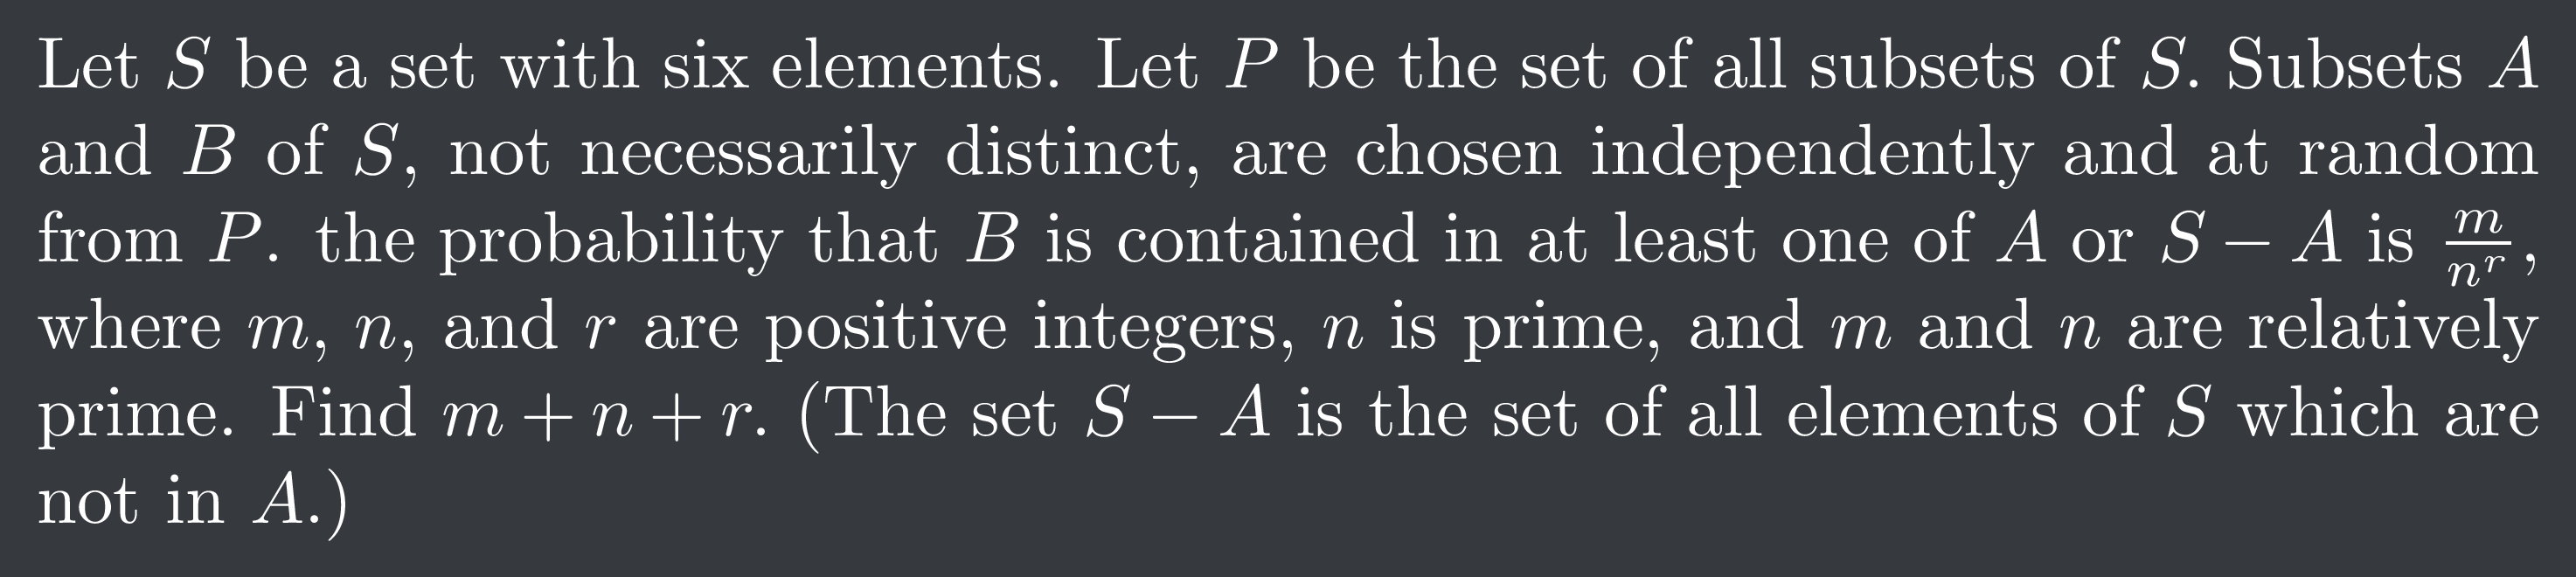 Let $S$ be a set with six elements. Let $P$ be the set of all subsets of $S$. Subsets $A$
and $B$ of $S$, not necessarily distinct, are chosen independently and at random
from $P$. the probability that $B$ is contained in at least one of $A$ or $S - A$ is $\frac{m}{n^r}$,
where $m$, $n$, and $r$ are positive integers, $n$ is prime, and $m$ and $n$ are relatively
prime. Find $m + n + r$. (The set $S - A$ is the set of all elements of $S$ which are
not in $A$.)